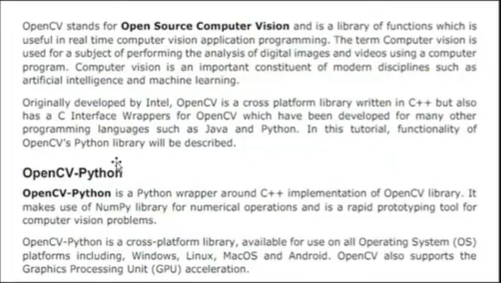 OpenCV stands for Open Source Computer Vision and is a library of functions which is
useful in real time computer vision application programming. The term Computer vision is
used for a subject of performing the analysis of digital images and videos using a computer
program. Computer vision is an important constituent of modern disciplines such as
artificial intelligence and machine learning.
Originally developed by Intel, OpenCV is a cross platform library written in C++ but also
has a C Interface Wrappers for OpenCV which have been developed for many other
programming languages such as Java and Python. In this tutorial, functionality of
OpenCV's Python library will be described.
OpenCV-Python
OpenCV-Python is a Python wrapper around C++ implementation of OpenCV library. It
makes use of NumPy library for numerical operations and is a rapid prototyping tool for
computer vision problems.
OpenCV-Python is a cross-platform library, available for use on all Operating System (OS)
platforms including, Windows, Linux, MacOS and Android. OpenCV also supports the
Graphics Processing Unit (GPU) acceleration.